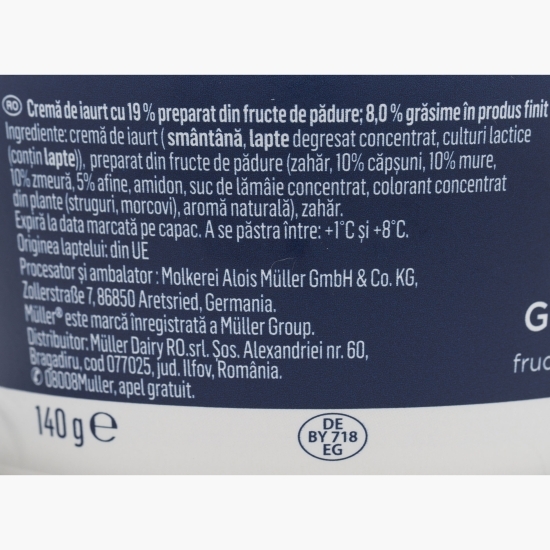 RO Cremă de iaurt cu 19% preparat din fructe de pădure; 8,0 % grăsime în produs finit
Ingrediente: cremă de iaurt ( smântână, lapte degresat concentrat, culturi lactice
(conțin lapte)), preparat din fructe de pădure (zahăr, 10% căpșuni, 10% mure,
10% zmeură, 5% afine, amidon, suc de lămâie concentrat, colorant concentrat
din plante (struguri, morcovi), aromă naturală), zahăr.
Expiră la data marcată pe capac. A se păstra între: +1°C și +8°C.
Originea laptelui: din UE
Procesator și ambalator : Molkerei Alois Müller GmbH & Co. KG,
Zollerstraße 7, 86850 Aretsried, Germania.
Müller® este marcă înregistrată a Müller Group.
Distribuitor: Müller Dairy RO.srl. Șos. Alexandriei nr. 60,
Bragadiru, cod 077025, jud. Ilfov, România.
08008Muller, apel gratuit.
G
fruc
140 g ℮
DE
BY 718
EG